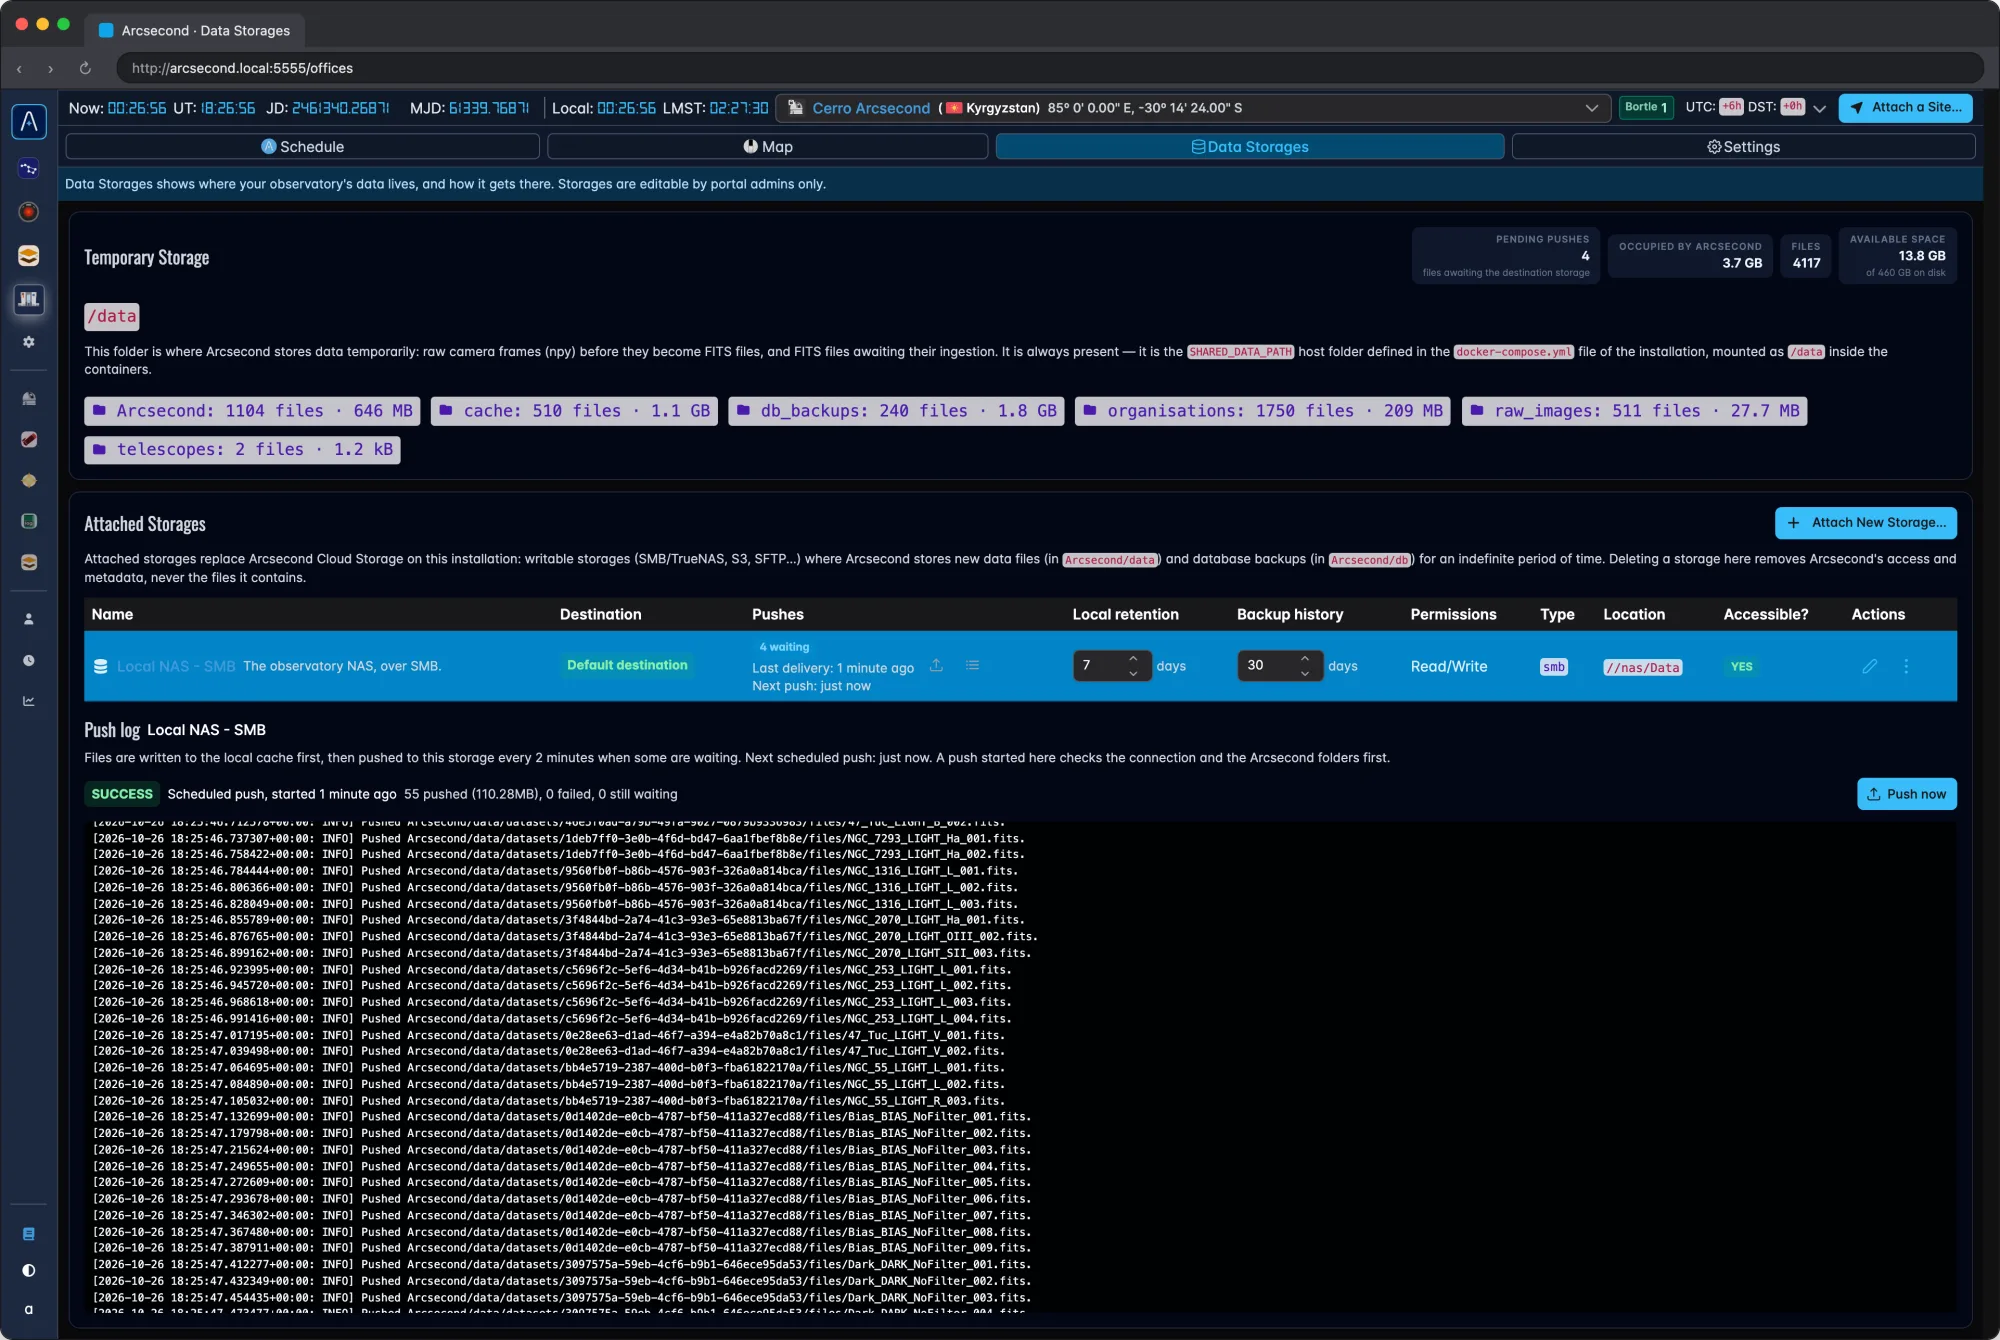 Arcsecond · Data Storages
http://arcsecond.local:5555/offices
Now: 00:26:56 UT: 18:26:56 JD: 2461340.26871 MJD: 61339.76871 Local: 00:26:56 LMST: 02:27:30 Cerro Arcsecond ( Kyrgyzstan) 85° 0' 0.00" E, -30° 14' 24.00" S Bortle 1 UTC: +6h DST: +0h Attach a Site...
Schedule Map Data Storages Settings
Data Storages shows where your observatory's data lives, and how it gets there. Storages are editable by portal admins only.
Temporary Storage
PENDING PUSHES
4
files awaiting the destination storage
OCCUPIED BY ARCSECOND
3.7 GB
FILES
4117
AVAILABLE SPACE
13.8 GB
of 460 GB on disk
/data
This folder is where Arcsecond stores data temporarily: raw camera frames (npy) before they become FITS files, and FITS files awaiting their ingestion. It is always present — it is the SHARED_DATA_PATH host folder defined in the docker-compose.yml file of the installation, mounted as /data inside the
containers.
Arcsecond: 1104 files · 646 MB cache: 510 files · 1.1 GB db_backups: 240 files · 1.8 GB organisations: 1750 files · 209 MB raw_images: 511 files · 27.7 MB
telescopes: 2 files · 1.2 kB
Attached Storages
+ Attach New Storage...
Attached storages replace Arcsecond Cloud Storage on this installation: writable storages (SMB/TrueNAS, S3, SFTP...) where Arcsecond stores new data files (in Arcsecond/data) and database backups (in Arcsecond/db) for an indefinite period of time. Deleting a storage here removes Arcsecond's access and
metadata, never the files it contains.
Name Destination Pushes Local retention Backup history Permissions Type Location Accessible? Actions
Local NAS - SMB The observatory NAS, over SMB. Default destination
4 waiting
Last delivery: 1 minute ago
Next push: just now
7 days 30 days Read/Write smb //nas/Data YES
Push log Local NAS - SMB
Files are written to the local cache first, then pushed to this storage every 2 minutes when some are waiting. Next scheduled push: just now. A push started here checks the connection and the Arcsecond folders first.
SUCCESS Scheduled push, started 1 minute ago 55 pushed (110.28MB), 0 failed, 0 still waiting
Push now
[2026-10-26 18:25:46.737307+00:00: INFO] Pushed Arcsecond/data/datasets/1deb7ff0-3e0b-4f6d-bd47-6aa1fbef8b8e/files/NGC_7293_LIGHT_Ha_001.fits.
[2026-10-26 18:25:46.758422+00:00: INFO] Pushed Arcsecond/data/datasets/1deb7ff0-3e0b-4f6d-bd47-6aa1fbef8b8e/files/NGC_7293_LIGHT_Ha_002.fits.
[2026-10-26 18:25:46.784444+00:00: INFO] Pushed Arcsecond/data/datasets/9560fb0f-b86b-4576-903f-326a0a814bca/files/NGC_1316_LIGHT_L_001.fits.
[2026-10-26 18:25:46.806366+00:00: INFO] Pushed Arcsecond/data/datasets/9560fb0f-b86b-4576-903f-326a0a814bca/files/NGC_1316_LIGHT_L_002.fits.
[2026-10-26 18:25:46.828049+00:00: INFO] Pushed Arcsecond/data/datasets/9560fb0f-b86b-4576-903f-326a0a814bca/files/NGC_1316_LIGHT_L_003.fits.
[2026-10-26 18:25:46.855789+00:00: INFO] Pushed Arcsecond/data/datasets/3f4844bd-2a74-41c3-93e3-65e8813ba67f/files/NGC_2070_LIGHT_Ha_001.fits.
[2026-10-26 18:25:46.876765+00:00: INFO] Pushed Arcsecond/data/datasets/3f4844bd-2a74-41c3-93e3-65e8813ba67f/files/NGC_2070_LIGHT_OIII_002.fits.
[2026-10-26 18:25:46.899162+00:00: INFO] Pushed Arcsecond/data/datasets/3f4844bd-2a74-41c3-93e3-65e8813ba67f/files/NGC_2070_LIGHT_SII_003.fits.
[2026-10-26 18:25:46.923995+00:00: INFO] Pushed Arcsecond/data/datasets/c5696f2c-5ef6-4d34-b41b-b926facd2269/files/NGC_253_LIGHT_L_001.fits.
[2026-10-26 18:25:46.945720+00:00: INFO] Pushed Arcsecond/data/datasets/c5696f2c-5ef6-4d34-b41b-b926facd2269/files/NGC_253_LIGHT_L_002.fits.
[2026-10-26 18:25:46.968618+00:00: INFO] Pushed Arcsecond/data/datasets/c5696f2c-5ef6-4d34-b41b-b926facd2269/files/NGC_253_LIGHT_L_003.fits.
[2026-10-26 18:25:46.991416+00:00: INFO] Pushed Arcsecond/data/datasets/c5696f2c-5ef6-4d34-b41b-b926facd2269/files/NGC_253_LIGHT_L_004.fits.
[2026-10-26 18:25:47.017195+00:00: INFO] Pushed Arcsecond/data/datasets/0e28ee63-d1ad-46f7-a394-e4a82b70a8c1/files/47_Tuc_LIGHT_V_001.fits.
[2026-10-26 18:25:47.039498+00:00: INFO] Pushed Arcsecond/data/datasets/0e28ee63-d1ad-46f7-a394-e4a82b70a8c1/files/47_Tuc_LIGHT_V_002.fits.
[2026-10-26 18:25:47.064695+00:00: INFO] Pushed Arcsecond/data/datasets/bb4e5719-2387-400d-b0f3-fba61822170a/files/NGC_55_LIGHT_L_001.fits.
[2026-10-26 18:25:47.084890+00:00: INFO] Pushed Arcsecond/data/datasets/bb4e5719-2387-400d-b0f3-fba61822170a/files/NGC_55_LIGHT_L_002.fits.
[2026-10-26 18:25:47.105032+00:00: INFO] Pushed Arcsecond/data/datasets/bb4e5719-2387-400d-b0f3-fba61822170a/files/NGC_55_LIGHT_R_003.fits.
[2026-10-26 18:25:47.132699+00:00: INFO] Pushed Arcsecond/data/datasets/0d1402de-e0cb-4787-bf50-411a327ecd88/files/Bias_BIAS_NoFilter_001.fits.
[2026-10-26 18:25:47.179798+00:00: INFO] Pushed Arcsecond/data/datasets/0d1402de-e0cb-4787-bf50-411a327ecd88/files/Bias_BIAS_NoFilter_002.fits.
[2026-10-26 18:25:47.215624+00:00: INFO] Pushed Arcsecond/data/datasets/0d1402de-e0cb-4787-bf50-411a327ecd88/files/Bias_BIAS_NoFilter_003.fits.
[2026-10-26 18:25:47.249655+00:00: INFO] Pushed Arcsecond/data/datasets/0d1402de-e0cb-4787-bf50-411a327ecd88/files/Bias_BIAS_NoFilter_004.fits.
[2026-10-26 18:25:47.272609+00:00: INFO] Pushed Arcsecond/data/datasets/0d1402de-e0cb-4787-bf50-411a327ecd88/files/Bias_BIAS_NoFilter_005.fits.
[2026-10-26 18:25:47.293678+00:00: INFO] Pushed Arcsecond/data/datasets/0d1402de-e0cb-4787-bf50-411a327ecd88/files/Bias_BIAS_NoFilter_006.fits.
[2026-10-26 18:25:47.346302+00:00: INFO] Pushed Arcsecond/data/datasets/0d1402de-e0cb-4787-bf50-411a327ecd88/files/Bias_BIAS_NoFilter_007.fits.
[2026-10-26 18:25:47.367480+00:00: INFO] Pushed Arcsecond/data/datasets/0d1402de-e0cb-4787-bf50-411a327ecd88/files/Bias_BIAS_NoFilter_008.fits.
[2026-10-26 18:25:47.387911+00:00: INFO] Pushed Arcsecond/data/datasets/0d1402de-e0cb-4787-bf50-411a327ecd88/files/Bias_BIAS_NoFilter_009.fits.
[2026-10-26 18:25:47.412277+00:00: INFO] Pushed Arcsecond/data/datasets/3097575a-59eb-4cf6-b9b1-646ece95da53/files/Dark_DARK_NoFilter_001.fits.
[2026-10-26 18:25:47.432349+00:00: INFO] Pushed Arcsecond/data/datasets/3097575a-59eb-4cf6-b9b1-646ece95da53/files/Dark_DARK_NoFilter_002.fits.
[2026-10-26 18:25:47.454435+00:00: INFO] Pushed Arcsecond/data/datasets/3097575a-59eb-4cf6-b9b1-646ece95da53/files/Dark_DARK_NoFilter_003.fits.
a